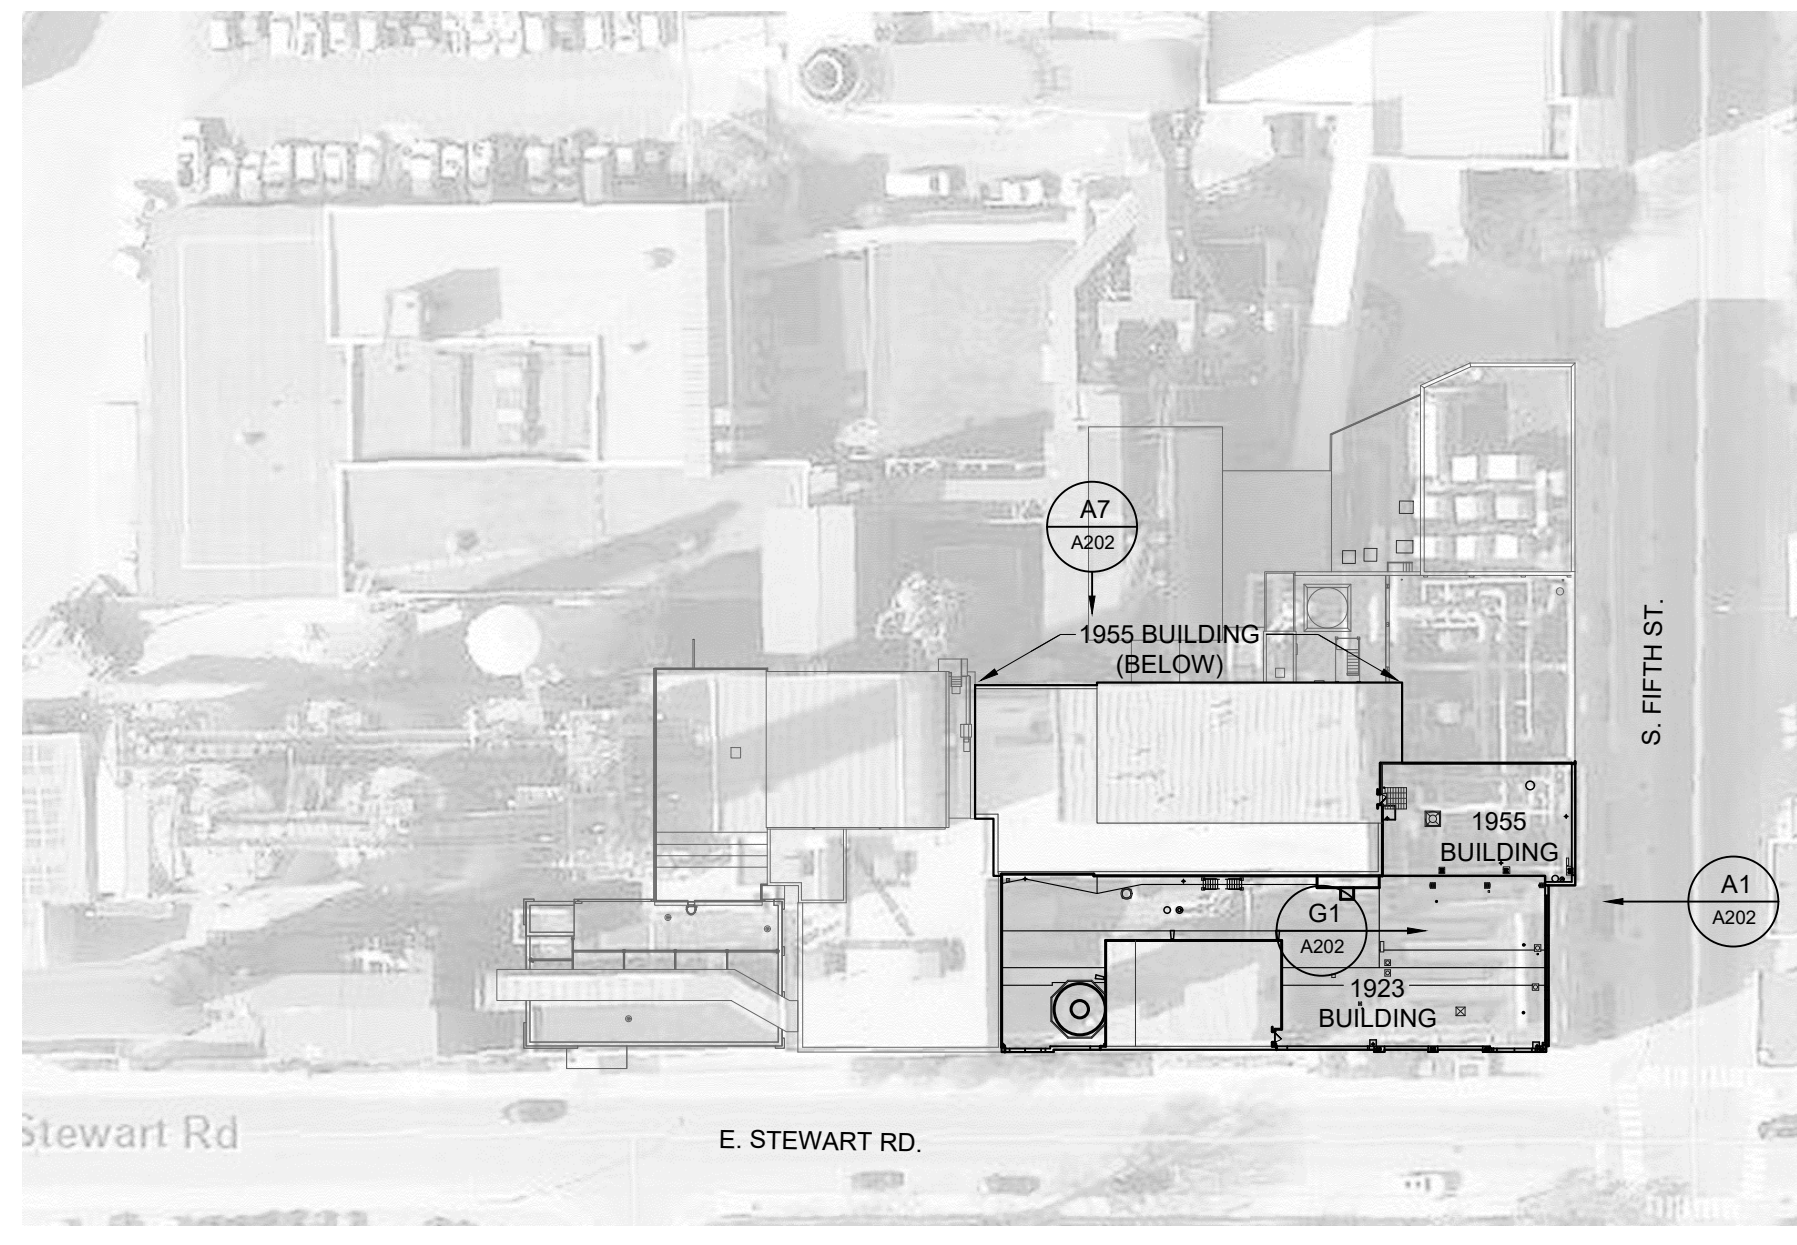 A7
A202
1955 BUILDING
(BELOW)
S. FIFTH ST.
1955
BUILDING
A1
A202
G1
A202
1923
BUILDING
Stewart Rd
E. STEWART RD.